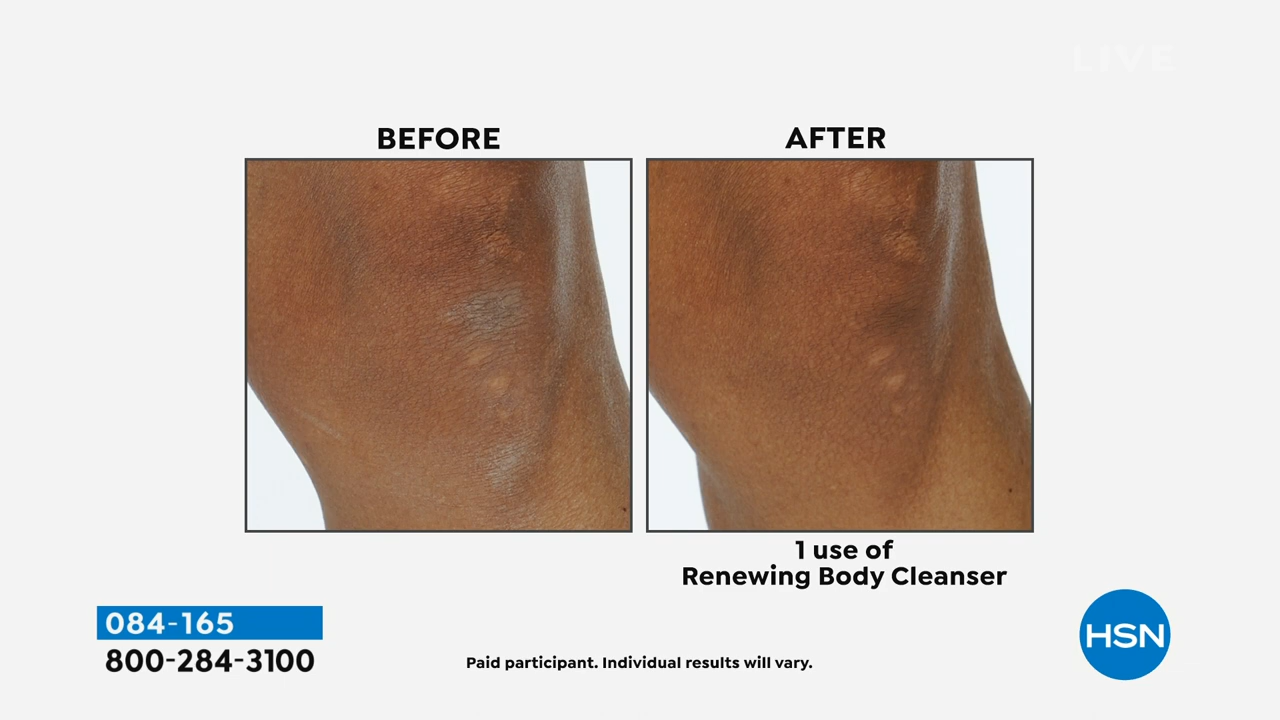 LIVE
BEFORE
AFTER
1 use of
Renewing Body Cleanser
084-165
800-284-3100
Paid participant. Individual results will vary.
HSN